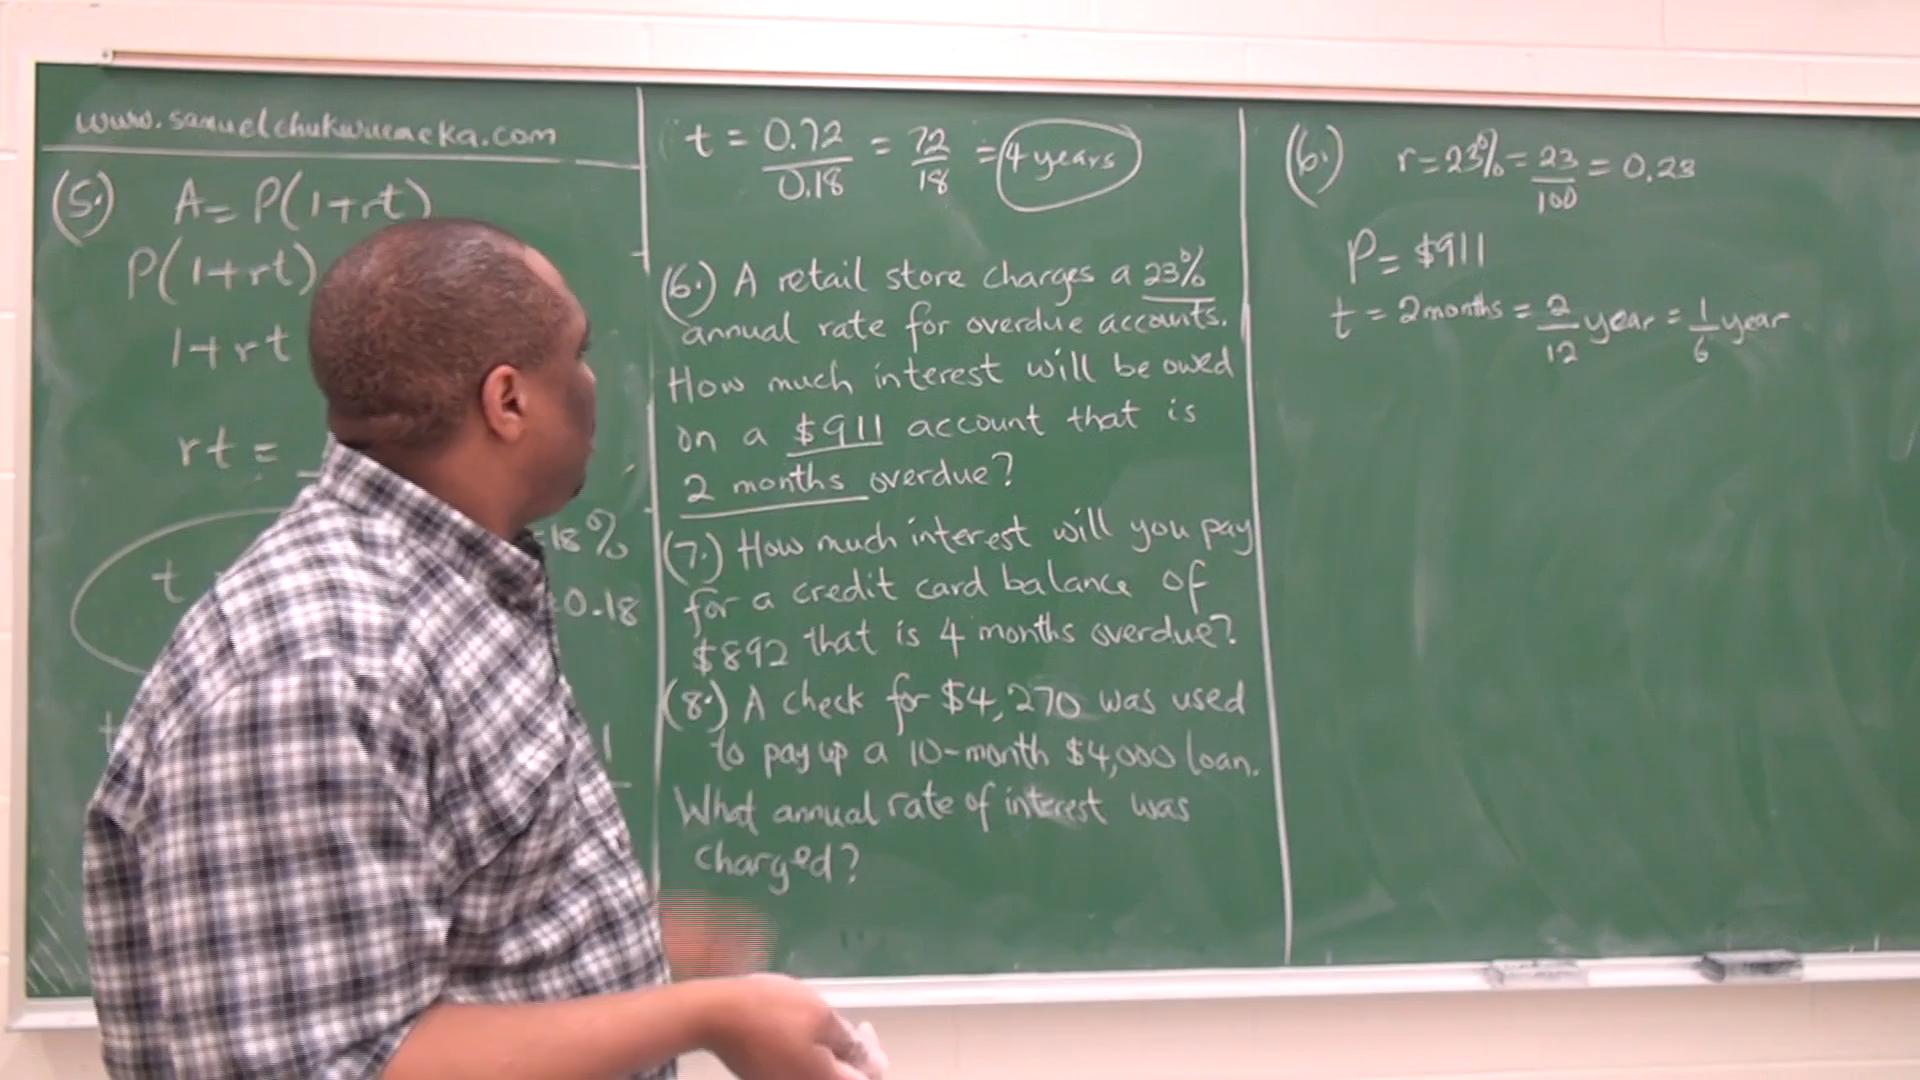 www.samuelchukwuemeka.com
(5.) A = P(1+rt)
P(1+rt)
1+rt
rt =
t
=18%
0.18
t
1
t = 0.72/0.18 = 72/18 = 4 years
(6.) A retail store charges a 23%
annual rate for overdue accounts.
How much interest will be owed
on a $911 account that is
2 months overdue?
(7.) How much interest will you pay
for a credit card balance of
$892 that is 4 months overdue?
(8.) A check for $4,270 was used
to pay up a 10-month $4,000 loan.
What annual rate of interest was
charged?
(6.) r = 23% = 23/100 = 0.23
P = $911
t = 2 months = 2/12 year = 1/6 year